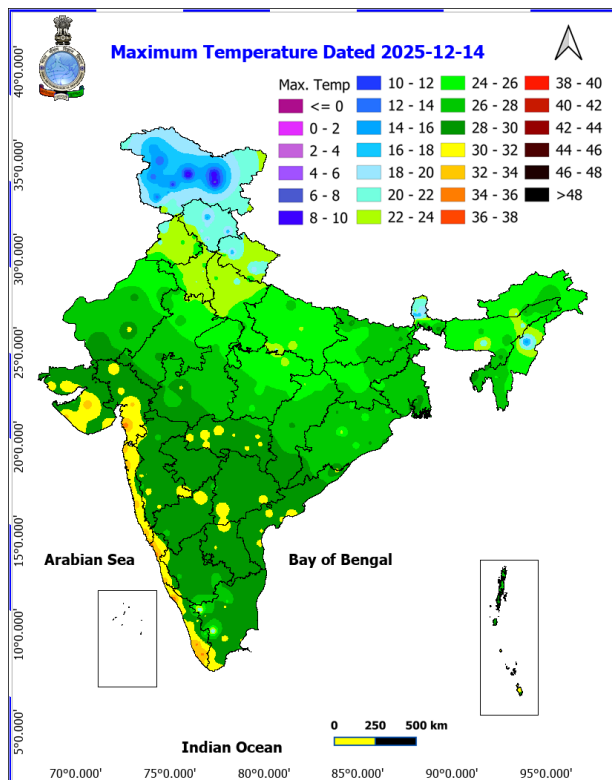 Maximum Temperature Dated 2025-12-14
Max. Temp
<= 0
0 - 2
2 - 4
4 - 6
6 - 8
8 - 10
10 - 12
12 - 14
14 - 16
16 - 18
18 - 20
20 - 22
22 - 24
24 - 26
26 - 28
28 - 30
30 - 32
32 - 34
34 - 36
36 - 38
38 - 40
40 - 42
42 - 44
44 - 46
46 - 48
>48
40°0.000'
35°0.000'
30°0.000'
25°0.000'
20°0.000'
15°0.000'
10°0.000'
5°0.000'
Arabian Sea
Bay of Bengal
Indian Ocean
0 250 500 km
70°0.000' 75°0.000' 80°0.000' 85°0.000' 90°0.000' 95°0.000'